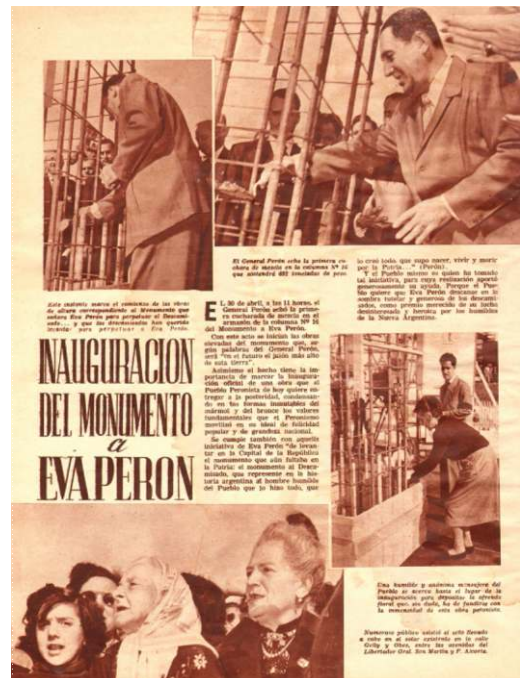 El General Perón echa la primera cu-
chara de mezcla en la columna Nº 16
que sostendrá 482 toneladas de peso.
Este instante marca el comienzo de las obras
de altura correspondiendo al Monumento que
soñara Eva Perón para perpetuar al Descami-
sado... y que los descamisados han querido
levantar para perpetuar a Eva Perón.
INAUGURACION
DEL MONUMENTO
a
EVA PERON
EL 30 de abril, a las 11 horas, el
General Perón echó la prime-
ra cucharada de mezcla en el
armazón de la columna Nº 16
del Monumento a Eva Perón.
Con este acto se inician las obras
elevadas del monumento que, se-
gún palabras del General Perón,
será "en el futuro el jalón más alto
de esta tierra".
Asimismo el hecho tiene la im-
portancia de marcar la inaugura-
ción oficial de una obra que el
Pueblo Peronista de hoy quiere en-
tregar a la posteridad, condensan-
do en las formas inmutables del
mármol y del bronce los valores
fundamentales que el Peronismo
en su ideal de felicidad
popular y de grandeza nacional.
Se cumple también con aquella
iniciativa de Eva Perón "de levan-
tar en la Capital de la República
el monumento que aún faltaba en
la Patria: el monumento al Desca-
misado, que represente en la his-
toria argentina al hombre humilde
del Pueblo que lo hizo todo, que
lo creó todo, que supo nacer, vivir y morir
por la Patria..." (Perón).
Y el Pueblo mismo es quien ha tomado
tal iniciativa, para cuya realización aportó
generosamente su ayuda. Porque el Pue-
blo quiere que Eva Perón descanse en el
hombro tutelar y generoso de los descami-
sados, como premio merecido de su lucha
desinteresada y heroica por los humildes
de la Nueva Argentina.
Una humilde y anónima mensajera del
Pueblo se acerca hasta el lugar de la
inauguración para depositar la ofrenda
floral que, sin duda, ha de fundirse con
la inmensidad de esta obra peronista.
Numeroso público asistió al acto llevado
a cabo en el solar construido en la calle
Gelly y Obes, entre las avenidas del
Libertador Gral. San Martín y F. Alcorta.